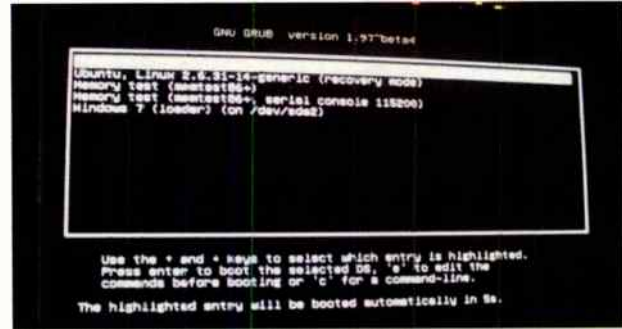 GNU GRUB version 1.97~beta4
Ubuntu, Linux 2.6.31-14-generic (recovery mode)
Memory test (memtest86+)
Memory test (memtest86+, serial console 115200)
Windows 7 (loader) (on /dev/sda2)
Use the ↑ and ↓ keys to select which entry is highlighted.
Press enter to boot the selected OS, 'e' to edit the
commands before booting or 'c' for a command-line.
The highlighted entry will be booted automatically in 5s.